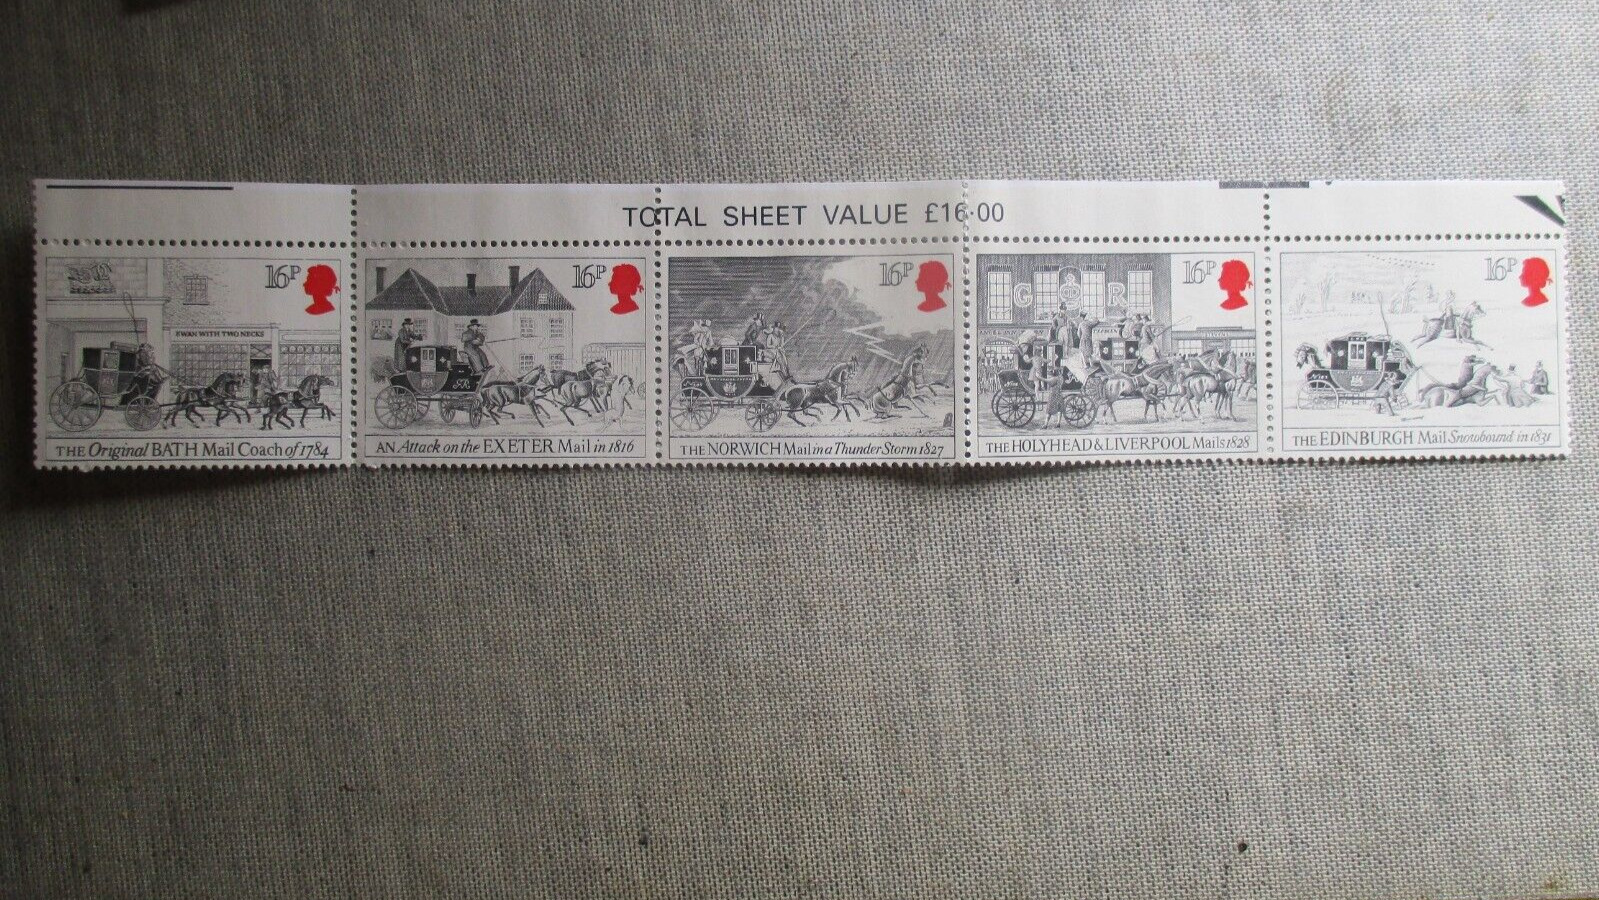 TOTAL SHEET VALUE £16·00
16P
SWAN WITH TWO NECKS
THE Original BATH Mail Coach of 1784
16P
GR
AN Attack on the EXETER Mail in 1816
16P
THE NORWICH Mail in a Thunder Storm 1827
16P
G R
THE HOLYHEAD & LIVERPOOL Mails 1828
16P
THE EDINBURGH Mail Snowbound in 1831